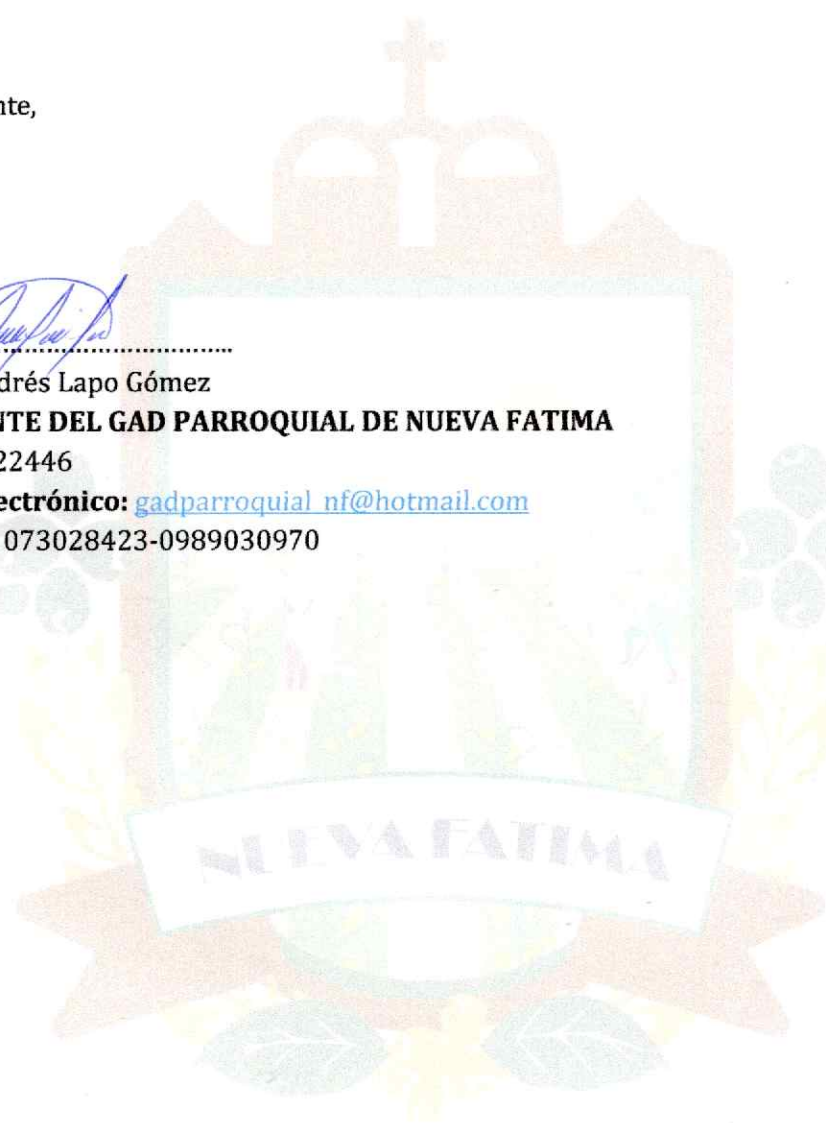 nte,
drés Lapo Gómez
NTE DEL GAD PARROQUIAL DE NUEVA FATIMA
22446
ectrónico: gadparroquial_nf@hotmail.com
073028423-0989030970
NUEVA FATIMA